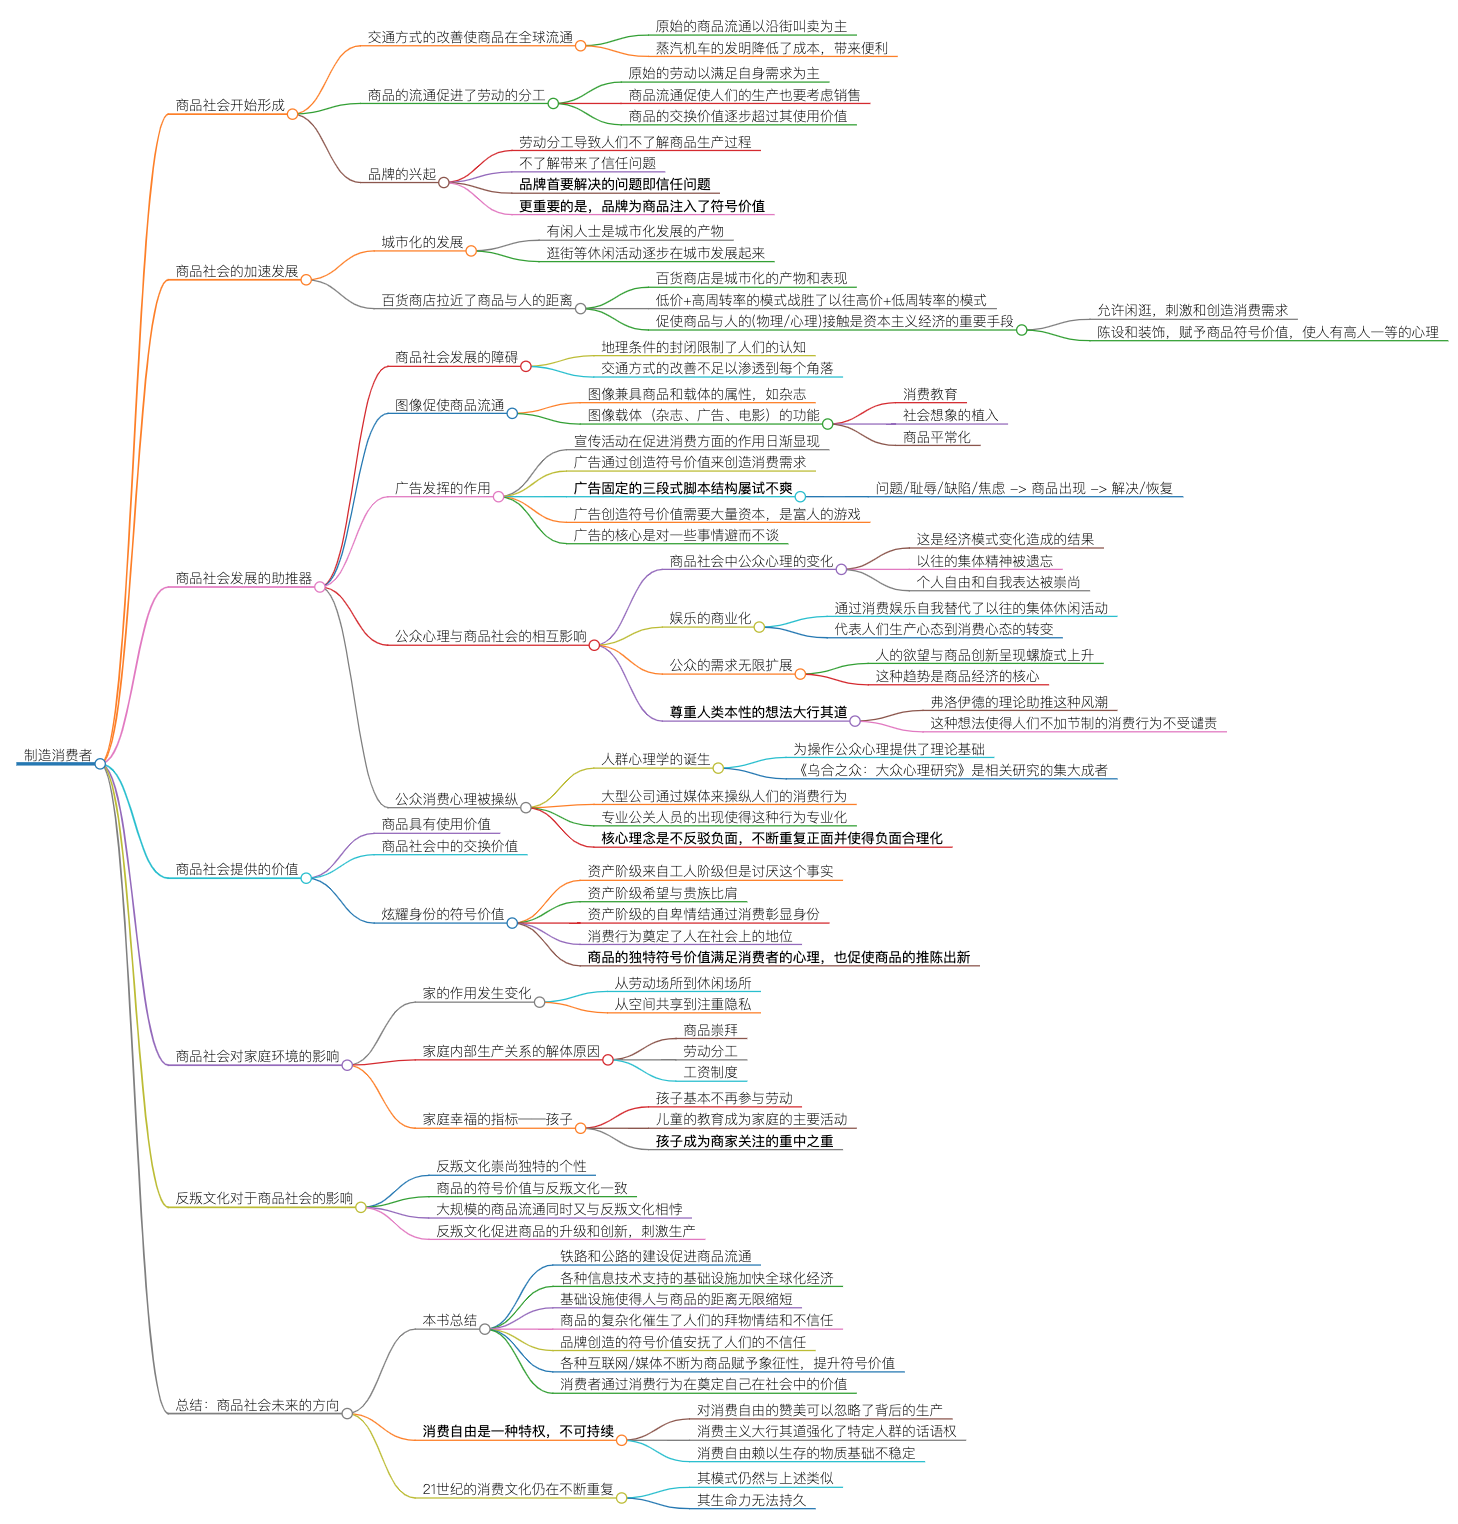 制造消费者
商品社会开始形成
交通方式的改善使商品在全球流通
原始的商品流通以沿街叫卖为主
蒸汽机车的发明降低了成本，带来便利
商品的流通促进了劳动的分工
原始的劳动以满足自身需求为主
商品流通促使人们的生产也要考虑销售
商品的交换价值逐步超过其使用价值
品牌的兴起
劳动分工导致人们不了解商品生产过程
不了解带来了信任问题
品牌首要解决的问题即信任问题
更重要的是，品牌为商品注入了符号价值
商品社会的加速发展
城市化的发展
有闲人士是城市化发展的产物
逛街等休闲活动逐步在城市发展起来
百货商店拉近了商品与人的距离
百货商店是城市化的产物和表现
低价+高周转率的模式战胜了以往高价+低周转率的模式
促使商品与人的(物理/心理)接触是资本主义经济的重要手段
允许闲逛，刺激和创造消费需求
陈设和装饰，赋予商品符号价值，使人有高人一等的心理
商品社会发展的助推器
商品社会发展的障碍
地理条件的封闭限制了人们的认知
交通方式的改善不足以渗透到每个角落
图像促使商品流通
图像兼具商品和载体的属性，如杂志
图像载体（杂志、广告、电影）的功能
消费教育
社会想象的植入
商品平常化
广告发挥的作用
宣传活动在促进消费方面的作用日渐显现
广告通过创造符号价值来创造消费需求
广告固定的三段式脚本结构屡试不爽
问题/耻辱/缺陷/焦虑 -> 商品出现 -> 解决/恢复
广告创造符号价值需要大量资本，是富人的游戏
广告的核心是对一些事情避而不谈
公众心理与商品社会的相互影响
商品社会中公众心理的变化
这是经济模式变化造成的结果
以往的集体精神被遗忘
个人自由和自我表达被崇尚
娱乐的商业化
通过消费娱乐自我替代了以往的集体休闲活动
代表人们生产心态到消费心态的转变
公众的需求无限扩展
人的欲望与商品创新呈现螺旋式上升
这种趋势是商品经济的核心
尊重人类本性的想法大行其道
弗洛伊德的理论助推这种风潮
这种想法使得人们不加节制的消费行为不受谴责
公众消费心理被操纵
人群心理学的诞生
为操作公众心理提供了理论基础
《乌合之众：大众心理研究》是相关研究的集大成者
大型公司通过媒体来操纵人们的消费行为
专业公关人员的出现使得这种行为专业化
核心理念是不反驳负面，不断重复正面并使得负面合理化
商品社会提供的价值
商品具有使用价值
商品社会中的交换价值
炫耀身份的符号价值
资产阶级来自工人阶级但是讨厌这个事实
资产阶级希望与贵族比肩
资产阶级的自卑情结通过消费彰显身份
消费行为奠定了人在社会上的地位
商品的独特符号价值满足消费者的心理，也促使商品的推陈出新
商品社会对家庭环境的影响
家的作用发生变化
从劳动场所到休闲场所
从空间共享到注重隐私
家庭内部生产关系的解体原因
商品崇拜
劳动分工
工资制度
家庭幸福的指标——孩子
孩子基本不再参与劳动
儿童的教育成为家庭的主要活动
孩子成为商家关注的重中之重
反叛文化对于商品社会的影响
反叛文化崇尚独特的个性
商品的符号价值与反叛文化一致
大规模的商品流通同时又与反叛文化相悖
反叛文化促进商品的升级和创新，刺激生产
总结：商品社会未来的方向
本书总结
铁路和公路的建设促进商品流通
各种信息技术支持的基础设施加快全球化经济
基础设施使得人与商品的距离无限缩短
商品的复杂化催生了人们的拜物情结和不信任
品牌创造的符号价值安抚了人们的不信任
各种互联网/媒体不断为商品赋予象征性，提升符号价值
消费者通过消费行为在奠定自己在社会中的价值
消费自由是一种特权，不可持续
对消费自由的赞美可以忽略了背后的生产
消费主义大行其道强化了特定人群的话语权
消费自由赖以生存的物质基础不稳定
21世纪的消费文化仍在不断重复
其模式仍然与上述类似
其生命力无法持久